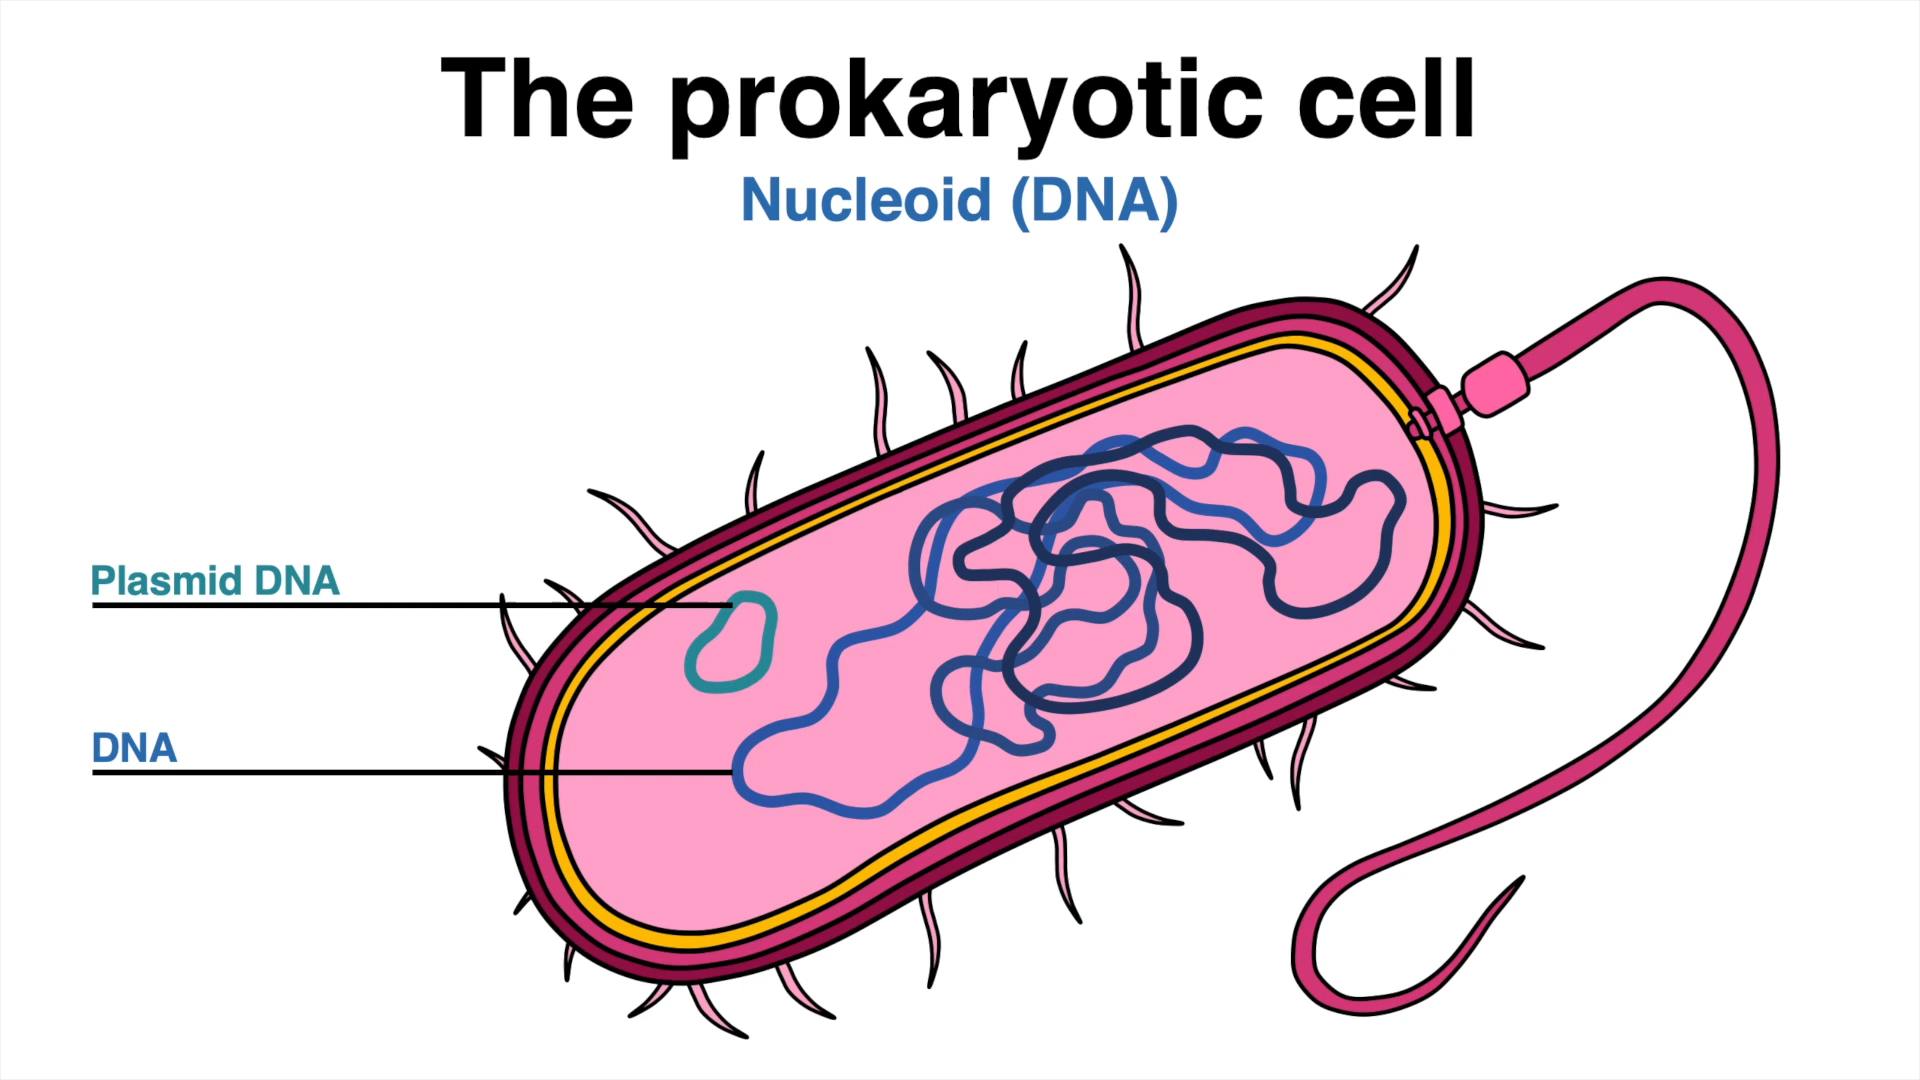 The prokaryotic cell
Nucleoid (DNA)
Plasmid DNA
DNA